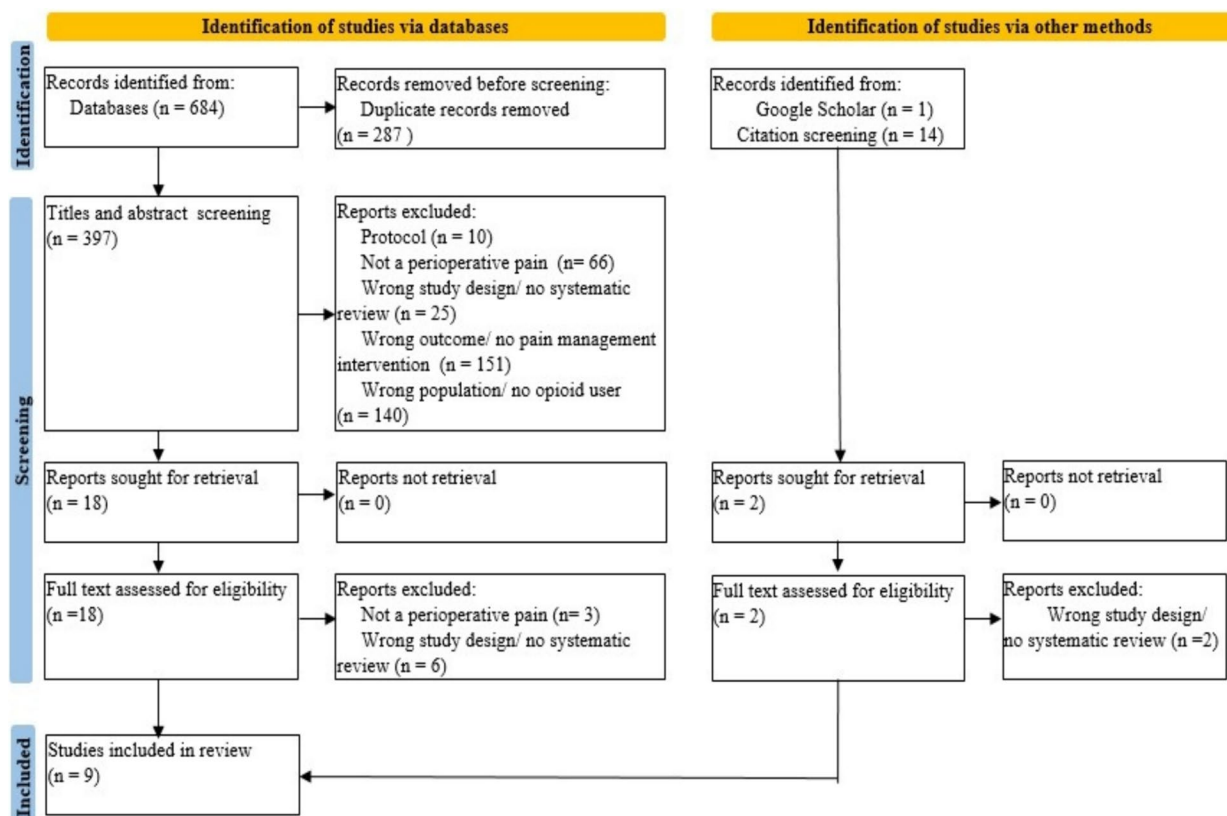 Identification of studies via databases
Identification of studies via other methods
Identification
Records identified from:
Databases (n = 684)
Records removed before screening:
Duplicate records removed
(n = 287 )
Records identified from:
Google Scholar (n = 1)
Citation screening (n = 14)
Screening
Titles and abstract screening
(n = 397)
Reports excluded:
Protocol (n = 10)
Not a perioperative pain (n= 66)
Wrong study design/ no systematic
review (n = 25)
Wrong outcome/ no pain management
intervention (n = 151)
Wrong population/ no opioid user
(n = 140)
Reports sought for retrieval
(n = 18)
Reports not retrieval
(n = 0)
Reports sought for retrieval
(n = 2)
Reports not retrieval
(n = 0)
Full text assessed for eligibility
(n =18)
Reports excluded:
Not a perioperative pain (n= 3)
Wrong study design/ no systematic
review (n = 6)
Full text assessed for eligibility
(n = 2)
Reports excluded:
Wrong study design/
no systematic review (n =2)
Included
Studies included in review
(n = 9)